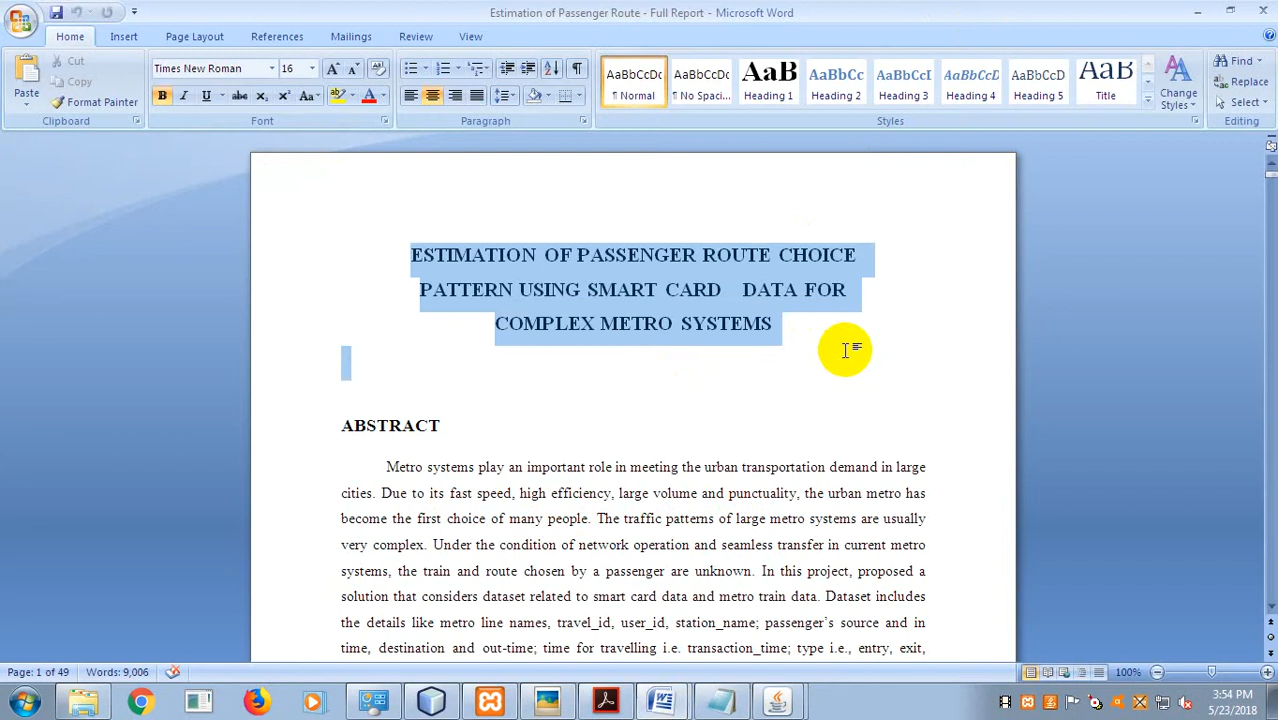 Estimation of Passenger Route - Full Report - Microsoft Word
Home Insert Page Layout References Mailings Review View
Paste
Cut
Copy
Format Painter
Clipboard
Times New Roman 16
B I U abc x₂ x² Aa
Font
Paragraph
AaBbCcDc AaBbCcDc AaB AaBbCc AaBbCcI AaBbCcD AaBbCcD AaB
¶ Normal ¶ No Spaci... Heading 1 Heading 2 Heading 3 Heading 4 Heading 5 Title
Change Styles
Styles
Find
Replace
Select
Editing
ESTIMATION OF PASSENGER ROUTE CHOICE
PATTERN USING SMART CARD DATA FOR
COMPLEX METRO SYSTEMS
ABSTRACT
Metro systems play an important role in meeting the urban transportation demand in large
cities. Due to its fast speed, high efficiency, large volume and punctuality, the urban metro has
become the first choice of many people. The traffic patterns of large metro systems are usually
very complex. Under the condition of network operation and seamless transfer in current metro
systems, the train and route chosen by a passenger are unknown. In this project, proposed a
solution that considers dataset related to smart card data and metro train data. Dataset includes
the details like metro line names, travel_id, user_id, station_name; passenger's source and in
time, destination and out-time; time for travelling i.e. transaction_time; type i.e., entry, exit,
Page: 1 of 49 Words: 9,006 100%
3:54 PM
5/23/2018